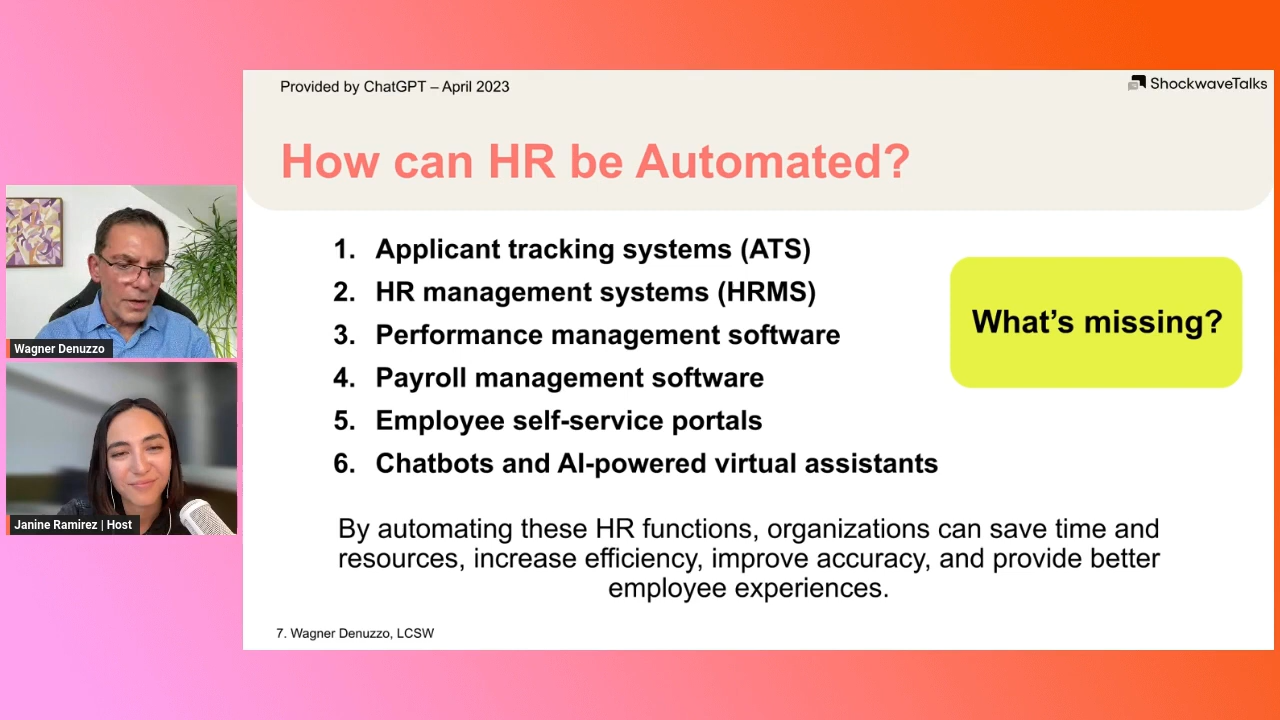 Provided by ChatGPT – April 2023
ShockwaveTalks
How can HR be Automated?
1. Applicant tracking systems (ATS)
2. HR management systems (HRMS)
3. Performance management software
4. Payroll management software
5. Employee self-service portals
6. Chatbots and AI-powered virtual assistants
What’s missing?
By automating these HR functions, organizations can save time and
resources, increase efficiency, improve accuracy, and provide better
employee experiences.
7. Wagner Denuzzo, LCSW
Wagner Denuzzo
Janine Ramirez | Host